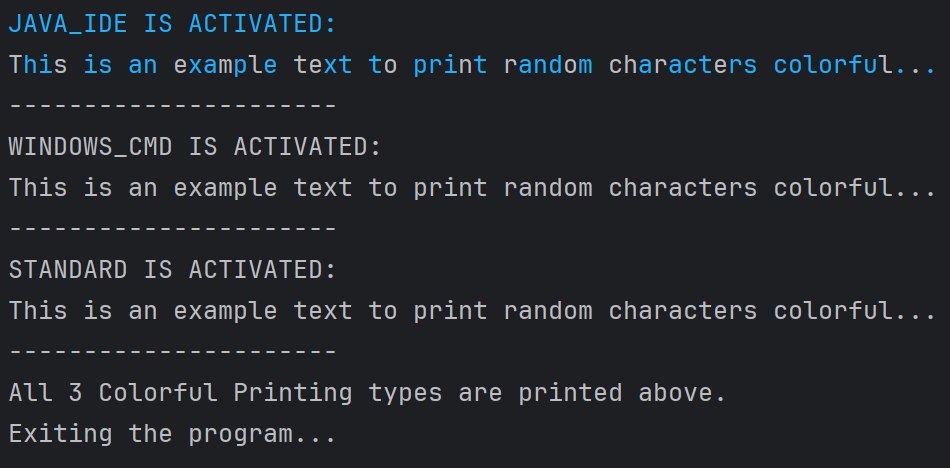 JAVA_IDE IS ACTIVATED:
This is an example text to print random characters colorful...
----------------------
WINDOWS_CMD IS ACTIVATED:
This is an example text to print random characters colorful...
----------------------
STANDARD IS ACTIVATED:
This is an example text to print random characters colorful...
----------------------
All 3 Colorful Printing types are printed above.
Exiting the program...